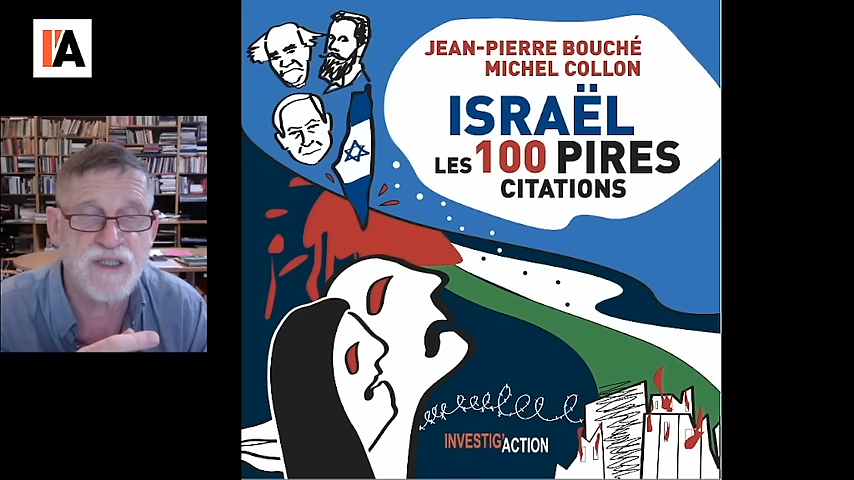 I'A
JEAN-PIERRE BOUCHÉ
MICHEL COLLON
ISRAËL
LES 100 PIRES
CITATIONS
INVESTIG'ACTION